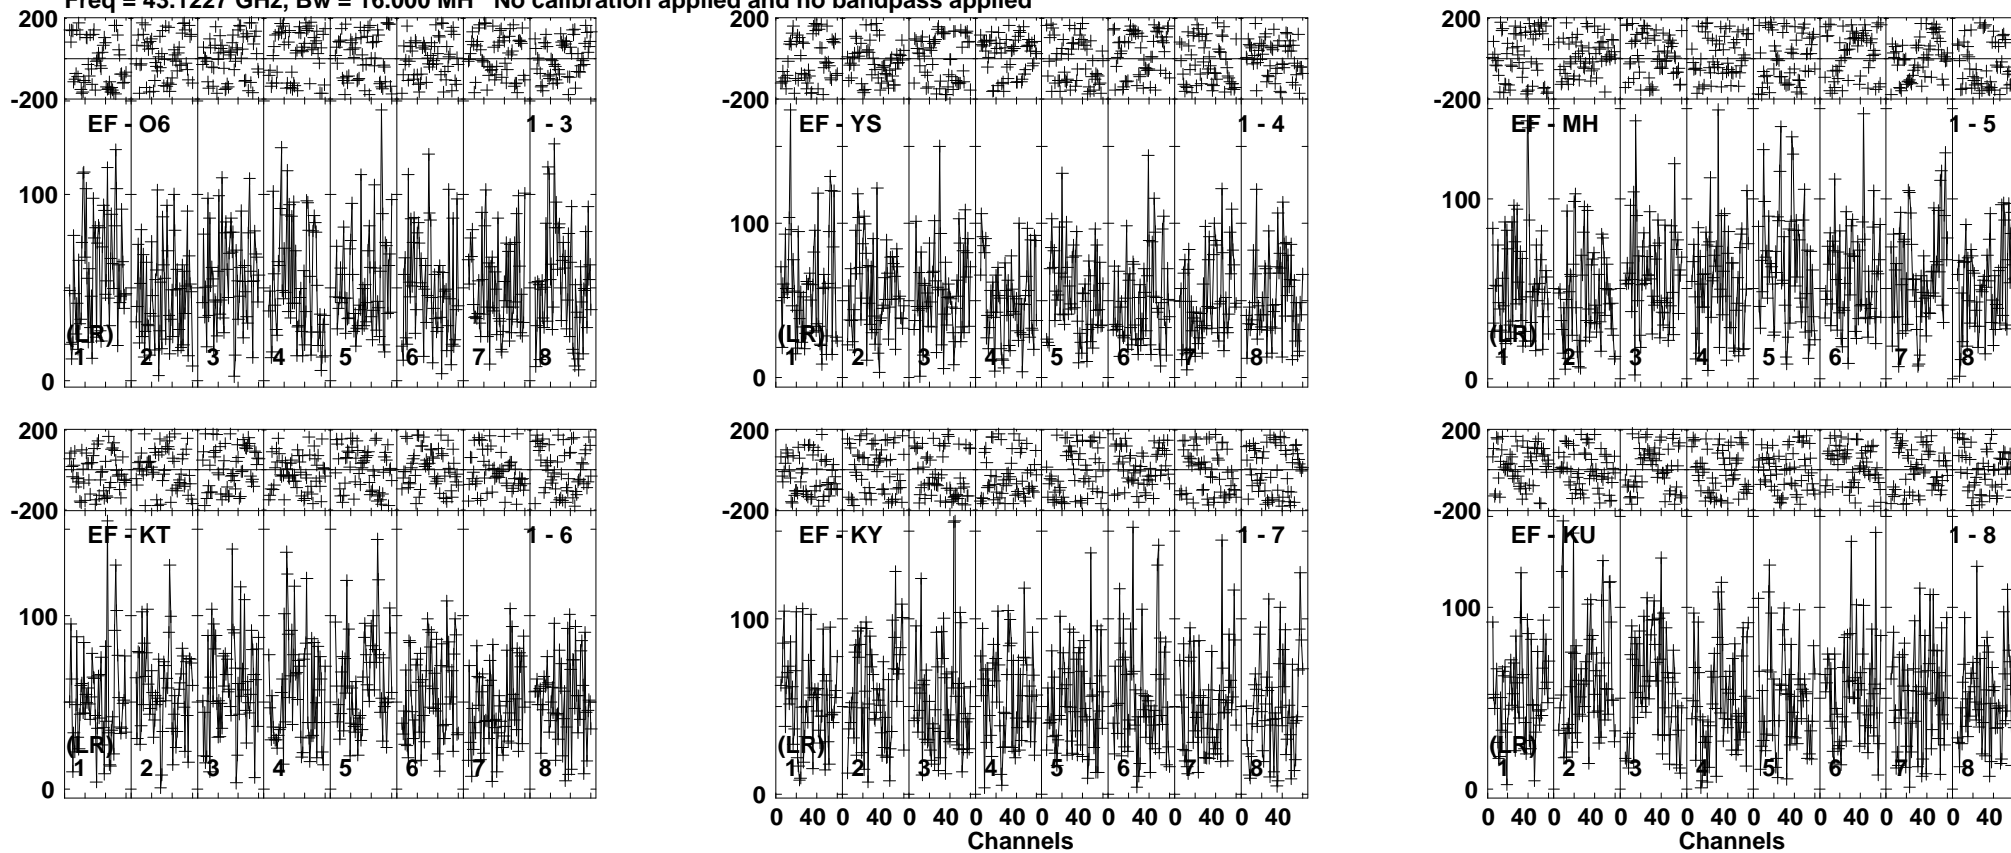 Freq = 43.1227 GHz, Bw = 16.000 MH No calibration applied and no bandpass applied
200 200 200
-200 -200 -200
EF - O6 1 - 3 EF - YS 1 - 4 EF - MH 1 - 5
100 100 100
(LR) (LR) (LR)
1 2 3 4 5 6 7 8 1 2 3 4 5 6 7 8 1 2 3 4 5 6 7 8
0 0 0
200 200 200
-200 -200 -200
EF - KT 1 - 6 EF - KY 1 - 7 EF - KU 1 - 8
100 100 100
(LR) (LR) (LR)
1 2 3 4 5 6 7 8 1 2 3 4 5 6 7 8 1 2 3 4 5 6 7 8
0 0 0
0 40 0 40 0 40 0 40 0 40 0 40 0 40 0 40 0 40 0 40 0 40 0 40 0 40 0 40 0 40 0 40
Channels Channels